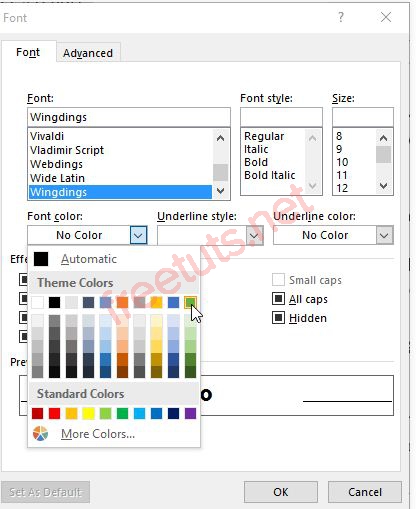 Font
Font Advanced
Font: Font style: Size:
Wingdings
Vivaldi
Vladimir Script
Webdings
Wide Latin
Wingdings
Regular
Italic
Bold
Bold Italic
8
9
10
11
12
Font color: Underline style: Underline color:
No Color No Color
Automatic
Theme Colors
Standard Colors
More Colors...
Small caps
All caps
Hidden
Set As Default OK Cancel
freetuts.net